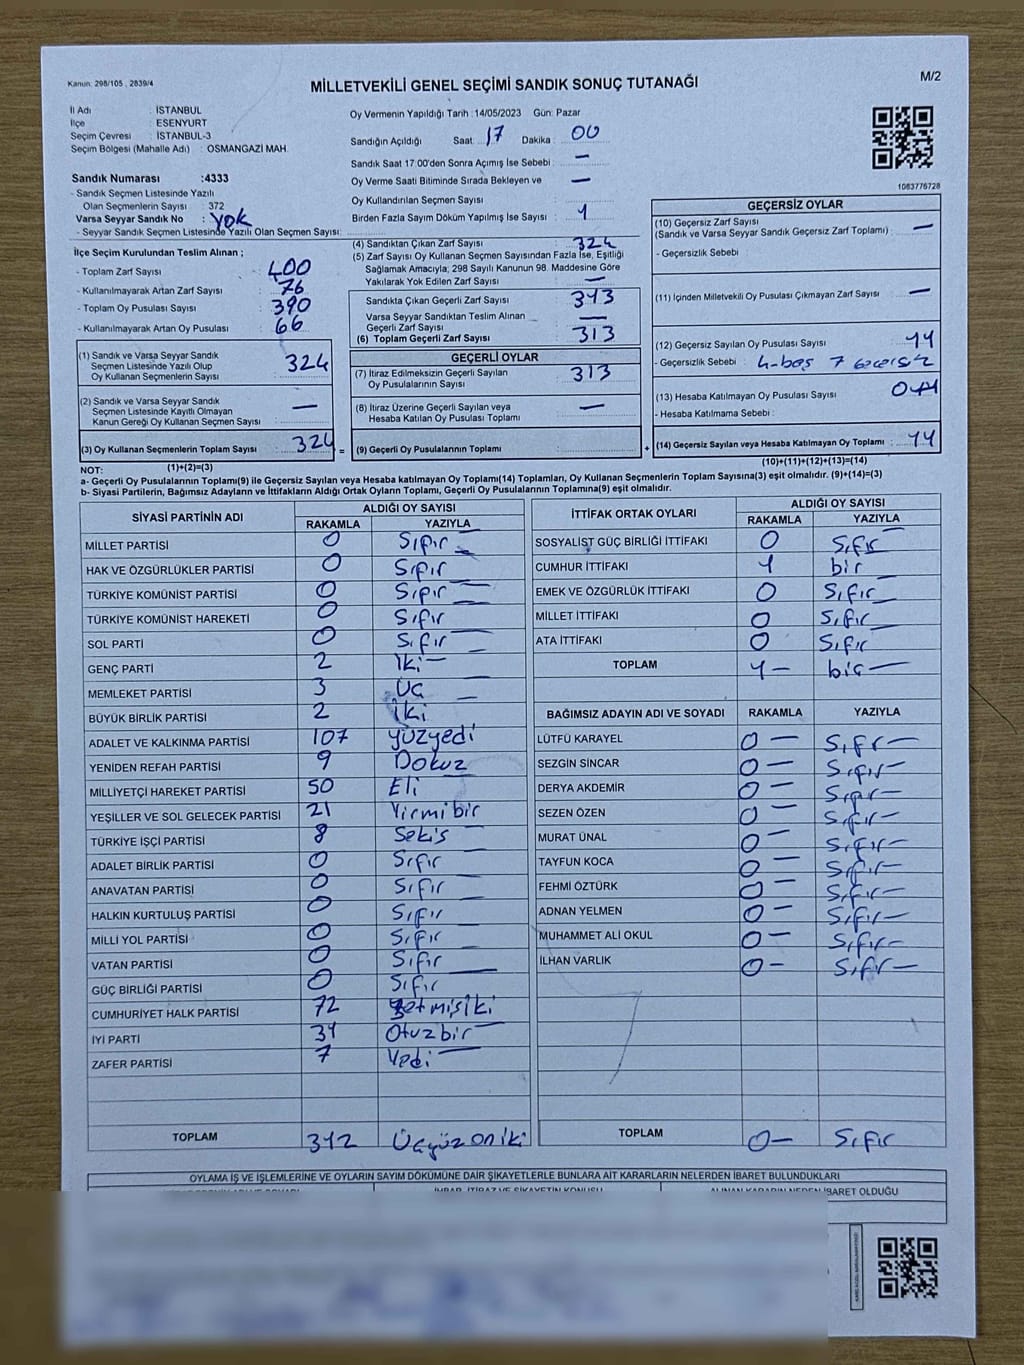 Kanun: 298/105 , 2839/4
MİLLETVEKİLİ GENEL SEÇİMİ SANDIK SONUÇ TUTANAĞI
M/2
İl Adı : İSTANBUL
İlçe : ESENYURT
Seçim Çevresi : İSTANBUL-3
Seçim Bölgesi (Mahalle Adı) : OSMANGAZİ MAH.
Sandık Numarası :4333
- Sandık Seçmen Listesinde Yazılı
Olan Seçmenlerin Sayısı : 372
Varsa Seyyar Sandık No : Yok
- Seyyar Sandık Seçmen Listesinde Yazılı Olan Seçmen Sayısı:
İlçe Seçim Kurulundan Teslim Alınan ;
- Toplam Zarf Sayısı : 400
- Kullanılmayarak Artan Zarf Sayısı : 76
- Toplam Oy Pusulası Sayısı : 390
- Kullanılmayarak Artan Oy Pusulası : 66
(1) Sandık ve Varsa Seyyar Sandık
Seçmen Listesinde Yazılı Olup
Oy Kullanan Seçmenlerin Sayısı : 324
(2) Sandık ve Varsa Seyyar Sandık
Seçmen Listesinde Kayıtlı Olmayan
Kanun Gereği Oy Kullanan Seçmen Sayısı : —
(3) Oy Kullanan Seçmenlerin Toplam Sayısı : 324 =
(1)+(2)=(3)
Oy Vermenin Yapıldığı Tarih : 14/05/2023 Gün: Pazar
Sandığın Açıldığı Saat : 17 Dakika : 00
Sandık Saat 17:00'den Sonra Açımış İse Sebebi : —
Oy Verme Saati Bitiminde Sırada Bekleyen ve —
Oy Kullandırılan Seçmen Sayısı :
Birden Fazla Sayım Döküm Yapılmış İse Sayısı : 1
(4) Sandıktan Çıkan Zarf Sayısı : 324
(5) Zarf Sayısı Oy Kullanan Seçmen Sayısından Fazla İse, Eşitliği
Sağlamak Amacıyla; 298 Sayılı Kanunun 98. Maddesine Göre
Yakılarak Yok Edilen Zarf Sayısı : —
Sandıkta Çıkan Geçerli Zarf Sayısı : 313
Varsa Seyyar Sandıktan Teslim Alınan
Geçerli Zarf Sayısı : —
(6) Toplam Geçerli Zarf Sayısı : 313
GEÇERLİ OYLAR
(7) İtiraz Edilmeksizin Geçerli Sayılan
Oy Pusulalarının Sayısı : 313
(8) İtiraz Üzerine Geçerli Sayılan veya
Hesaba Katılan Oy Pusulası Toplamı : —
(9) Geçerli Oy Pusulalarının Toplamı : +
1083776728
GEÇERSİZ OYLAR
(10) Geçersiz Zarf Sayısı
(Sandık ve Varsa Seyyar Sandık Geçersiz Zarf Toplamı) : —
- Geçersizlik Sebebi :
(11) İçinden Milletvekili Oy Pusulası Çıkmayan Zarf Sayısı : —
(12) Geçersiz Sayılan Oy Pusulası Sayısı : 11
- Geçersizlik Sebebi : 4-boş 7 geçersiz
(13) Hesaba Katılmayan Oy Pusulası Sayısı
- Hesaba Katılmama Sebebi :
(14) Geçersiz Sayılan veya Hesaba Katılmayan Oy Toplamı : 11
(10)+(11)+(12)+(13)=(14)
NOT:
a- Geçerli Oy Pusulasının Toplamı(9) ile Geçersiz Sayılan veya Hesaba katılmayan Oy Toplamı(14) Toplamları, Oy Kullanan Seçmenlerin Toplam Sayısına(3) eşit olmalıdır. (9)+(14)=(3)
b- Siyasi Partilerin, Bağımsız Adayların ve İttifakların Aldığı Ortak Oyların Toplamı, Geçerli Oy Pusulalarının Toplamına(9) eşit olmalıdır.
SİYASİ PARTİNİN ADI ALDIĞI OY SAYISI
RAKAMLA YAZIYLA
MİLLET PARTİSİ 0 Sıfır
HAK VE ÖZGÜRLÜKLER PARTİSİ 0 Sıfır
TÜRKİYE KOMÜNİST PARTİSİ 0 Sıfır
TÜRKİYE KOMÜNİST HAREKETİ 0 Sıfır
SOL PARTİ 0 Sıfır
GENÇ PARTİ 2 İki
MEMLEKET PARTİSİ 3 Üç
BÜYÜK BİRLİK PARTİSİ 2 İki
ADALET VE KALKINMA PARTİSİ 107 yüzyedi
YENİDEN REFAH PARTİSİ 9 Dokuz
MİLLİYETÇİ HAREKET PARTİSİ 50 Eli
YEŞİLLER VE SOL GELECEK PARTİSİ 21 Yirmibir
TÜRKİYE İŞÇİ PARTİSİ 8 Sekis
ADALET BİRLİK PARTİSİ 0 Sıfır
ANAVATAN PARTİSİ 0 Sıfır
HALKIN KURTULUŞ PARTİSİ 0 Sıfır
MİLLİ YOL PARTİSİ 0 Sıfır
VATAN PARTİSİ 0 Sıfır
GÜÇ BİRLİĞİ PARTİSİ 0 Sıfır
CUMHURİYET HALK PARTİSİ 72 yetmişiki
İYİ PARTİ 31 Otuzbir
ZAFER PARTİSİ 7 Yedi
TOPLAM 312 Üçyüzoniki
İTTİFAK ORTAK OYLARI ALDIĞI OY SAYISI
RAKAMLA YAZIYLA
SOSYALİST GÜÇ BİRLİĞİ İTTİFAKI 0 Sıfır
CUMHUR İTTİFAKI 1 bir
EMEK VE ÖZGÜRLÜK İTTİFAKI 0 Sıfır
MİLLET İTTİFAKI 0 Sıfır
ATA İTTİFAKI 0 Sıfır
TOPLAM 1 — bir —
BAĞIMSIZ ADAYIN ADI VE SOYADI RAKAMLA YAZIYLA
LÜTFÜ KARAYEL 0 — Sıfır —
SEZGİN SİNCAR 0 — Sıfır —
DERYA AKDEMİR 0 — Sıfır —
SEZEN ÖZEN 0 — Sıfır —
MURAT ÜNAL 0 — Sıfır —
TAYFUN KOCA 0 — Sıfır —
FEHMİ ÖZTÜRK 0 — Sıfır —
ADNAN YELMEN 0 — Sıfır —
MUHAMMET ALİ OKUL 0 — Sıfır —
İLHAN VARLIK 0 — Sıfır —
TOPLAM 0 — Sıfır
OYLAMA İŞ VE İŞLEMLERİNE VE OYLARIN SAYIM DÖKÜMÜNE DAİR ŞİKAYETLERLE BUNLARA AİT KARARLARIN NELERDEN İBARET BULUNDUKLARI
İHBAR, İTİRAZ VE ŞİKAYETİN KONUSU ALINAN KARARIN NEDEN İBARET OLDUĞU